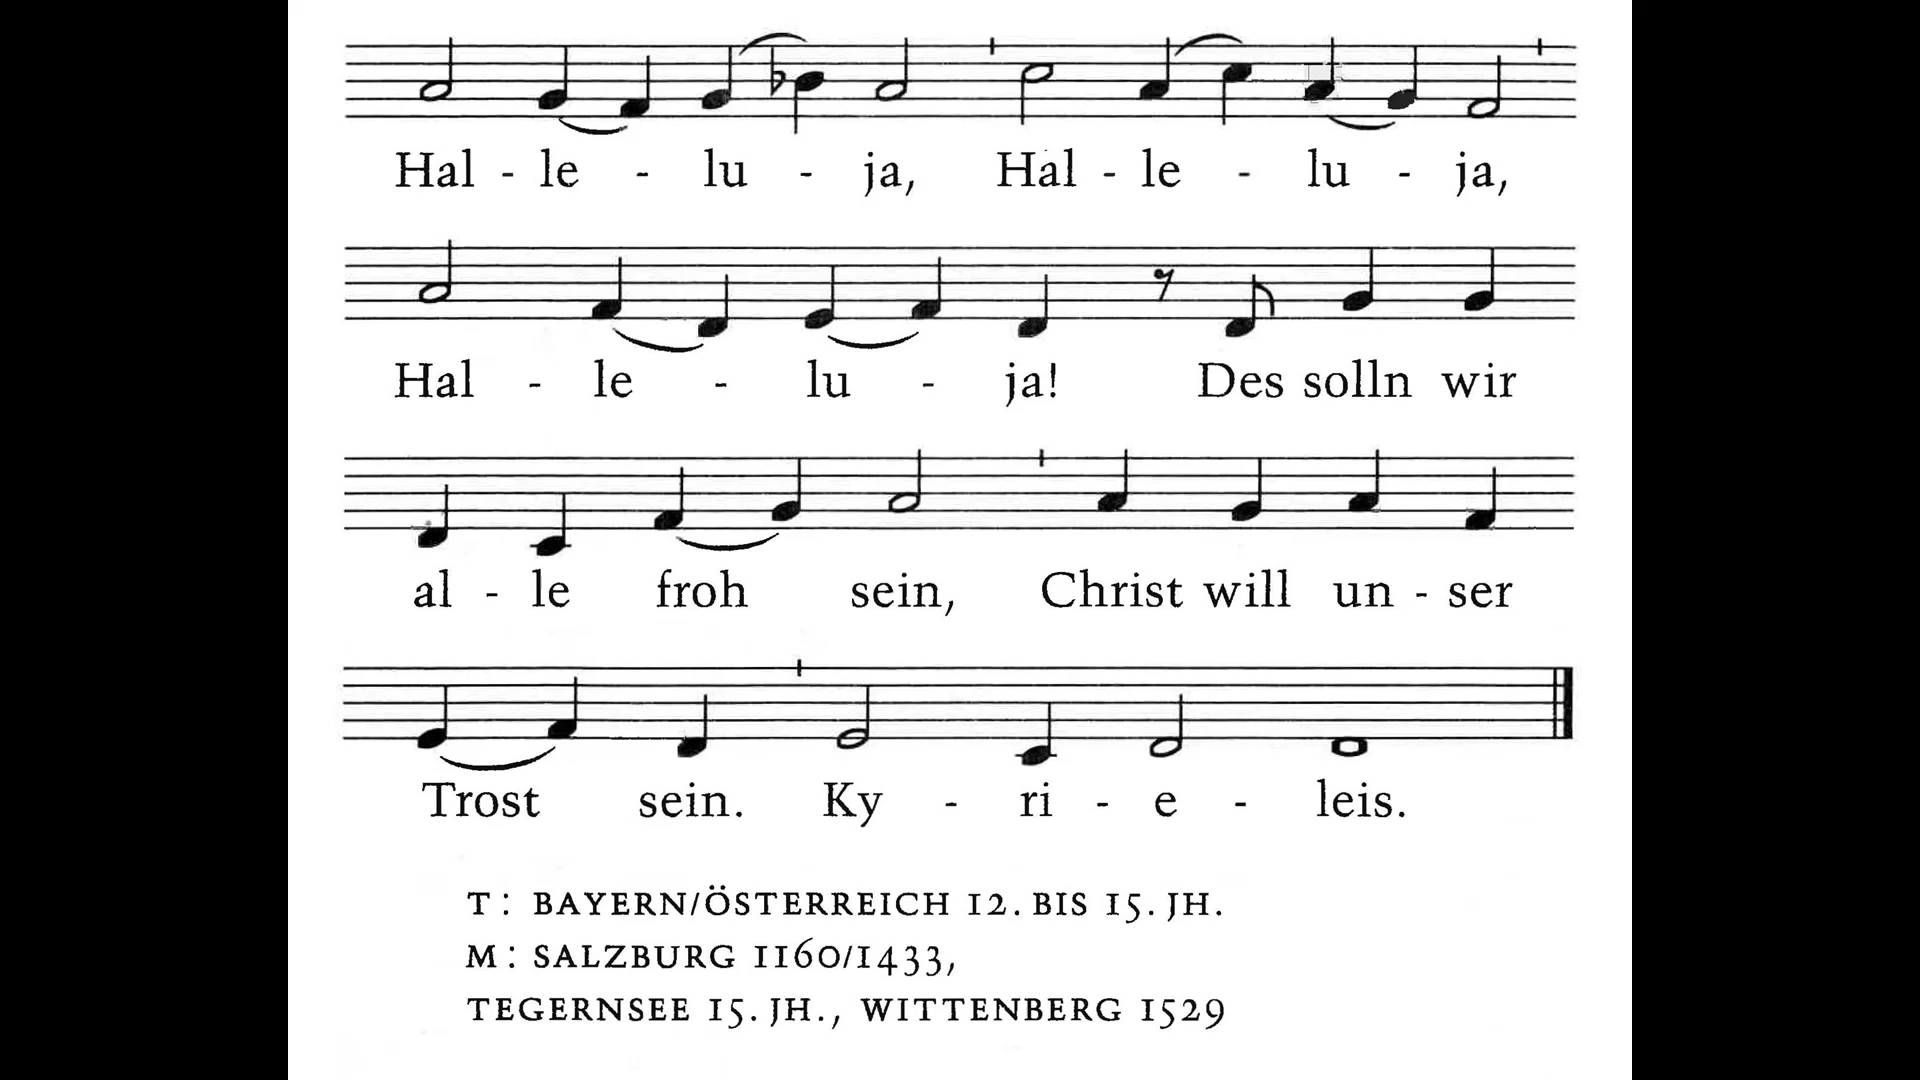 Hal - le - lu - ja, Hal - le - lu - ja,
Hal - le - lu - ja! Des solln wir
al - le froh sein, Christ will un - ser
Trost sein. Ky - ri - e - leis.
T: BAYERN/ÖSTERREICH 12. BIS 15. JH.
M: SALZBURG 1160/1433,
TEGERNSEE 15. JH., WITTENBERG 1529